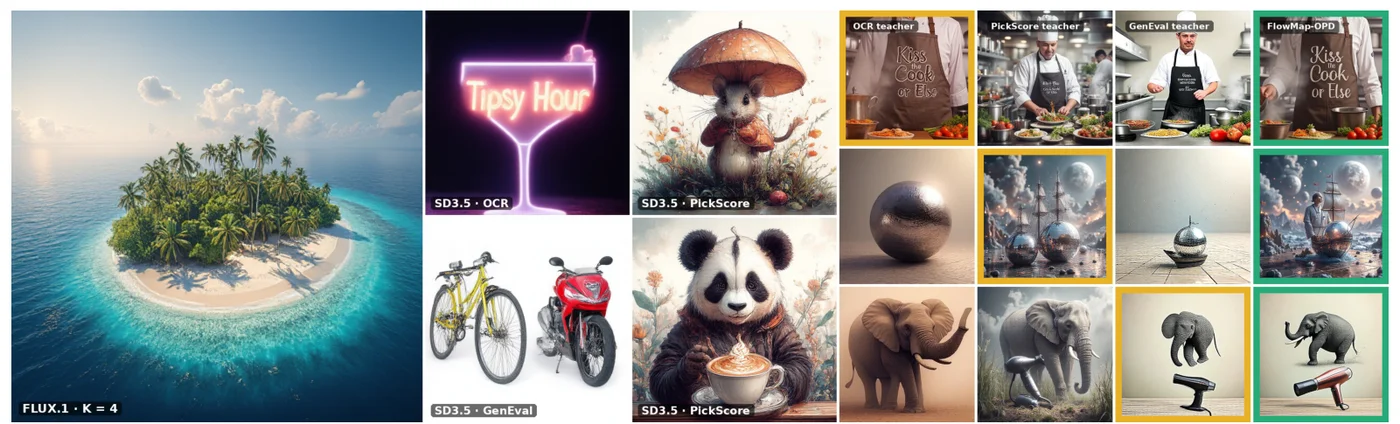 FLUX.1 · K = 4
Tipsy Hour
SD3.5 · OCR
SD3.5 · GenEval
SD3.5 · PickScore
SD3.5 · PickScore
OCR teacher
Kiss
the
Cook
or Else
PickScore teacher
GenEval teacher
FlowMap-OPD
Kiss
the
Cook
or Else